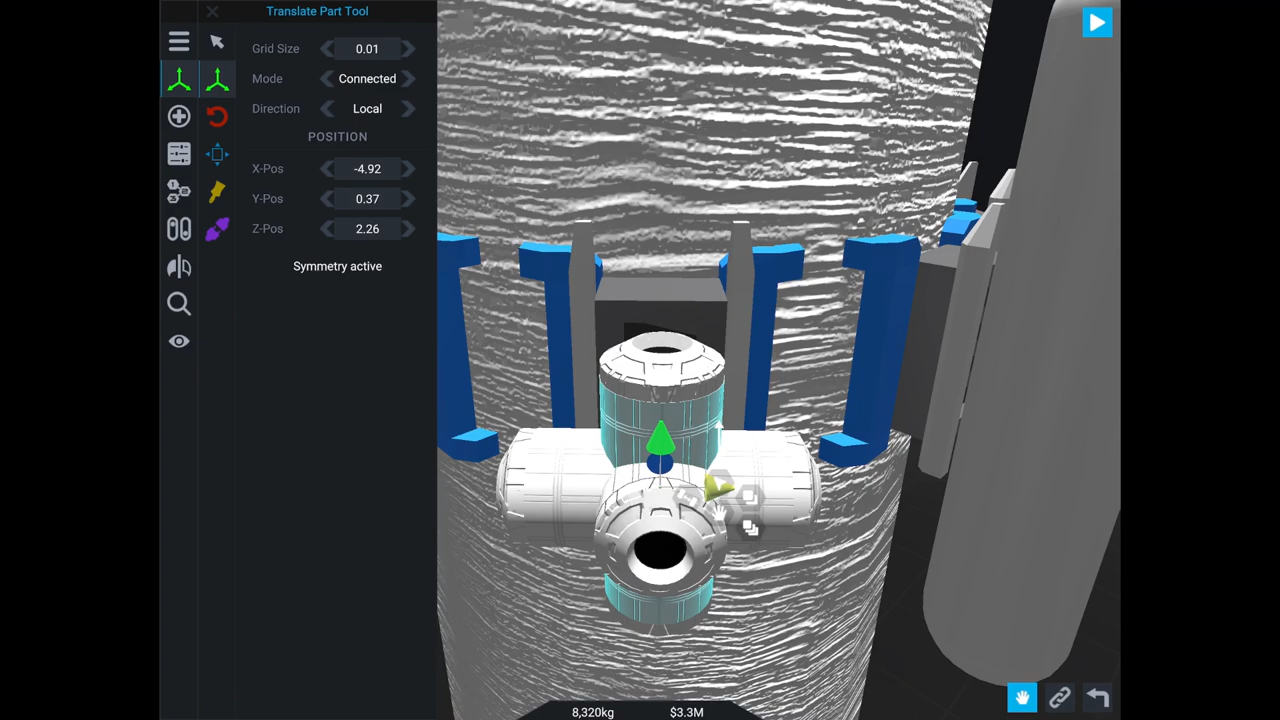 Translate Part Tool
Grid Size 0.01
Mode Connected
Direction Local
POSITION
X-Pos -4.92
Y-Pos 0.37
Z-Pos 2.26
Symmetry active
8,320kg $3.3M